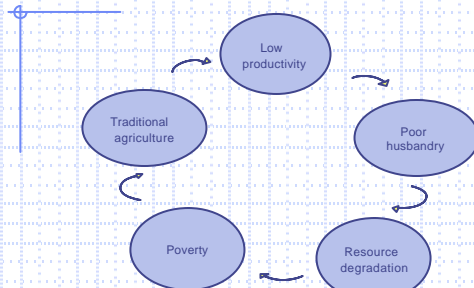 Low
productivity
Poor
husbandry
Resource
degradation
Poverty
Traditional
agriculture